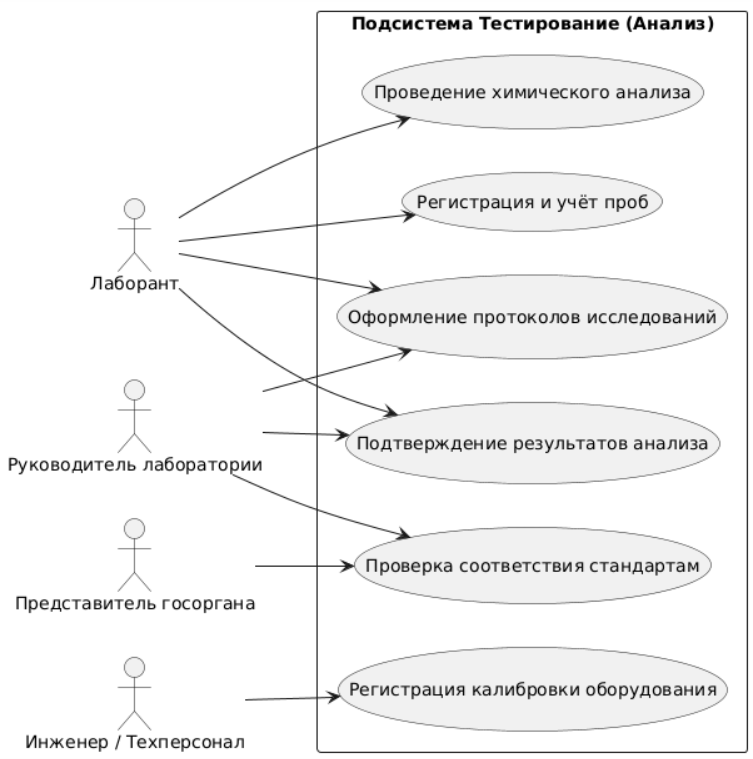 Подсистема Тестирование (Анализ)
Проведение химического анализа
Регистрация и учёт проб
Лаборант
Оформление протоколов исследований
Подтверждение результатов анализа
Руководитель лаборатории
Проверка соответствия стандартам
Представитель госоргана
Регистрация калибровки оборудования
Инженер / Техперсонал